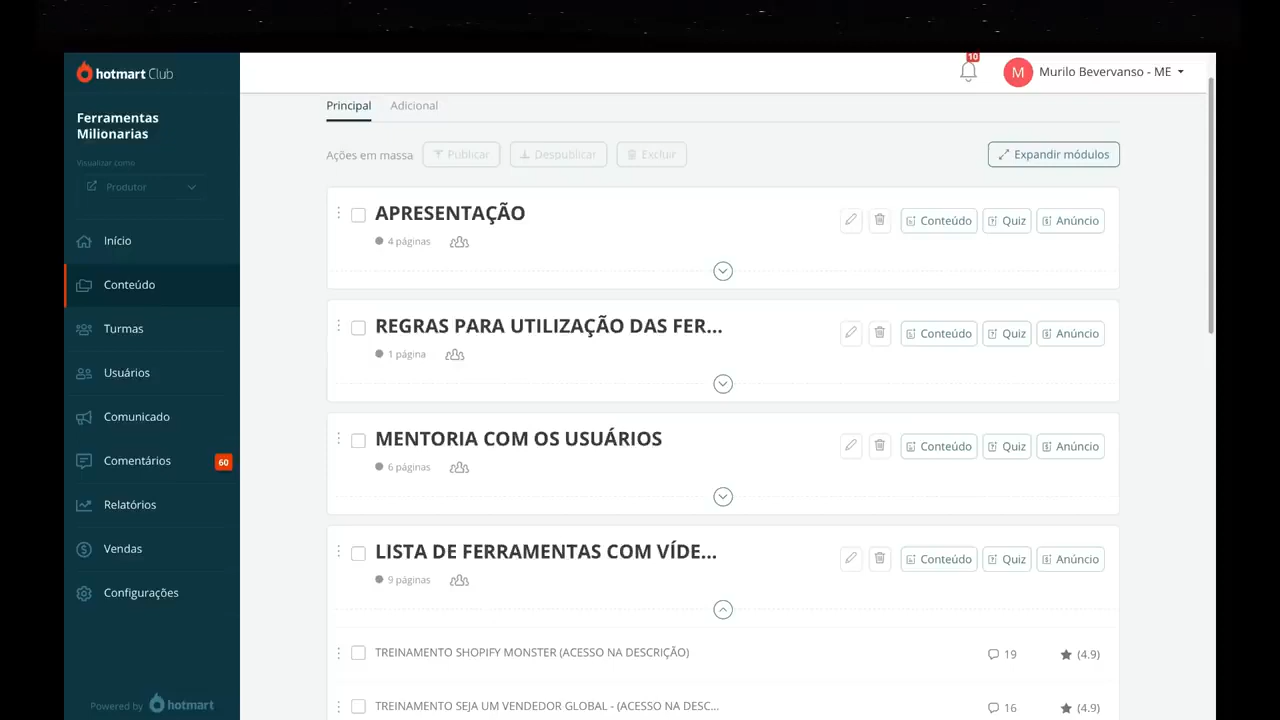 hotmart Club
Ferramentas
Milionarias
Visualizar como
Produtor
Início
Conteúdo
Turmas
Usuários
Comunicado
Comentários 60
Relatórios
Vendas
Configurações
Powered by hotmart
10
M Murilo Bevervanso - ME
Principal Adicional
Ações em massa Publicar Despublicar Excluir Expandir módulos
APRESENTAÇÃO Conteúdo Quiz Anúncio
4 páginas
REGRAS PARA UTILIZAÇÃO DAS FER... Conteúdo Quiz Anúncio
1 página
MENTORIA COM OS USUÁRIOS Conteúdo Quiz Anúncio
6 páginas
LISTA DE FERRAMENTAS COM VÍDE... Conteúdo Quiz Anúncio
9 páginas
TREINAMENTO SHOPIFY MONSTER (ACESSO NA DESCRIÇÃO) 19 (4.9)
TREINAMENTO SEJA UM VENDEDOR GLOBAL - (ACESSO NA DESC... 16 (4.9)